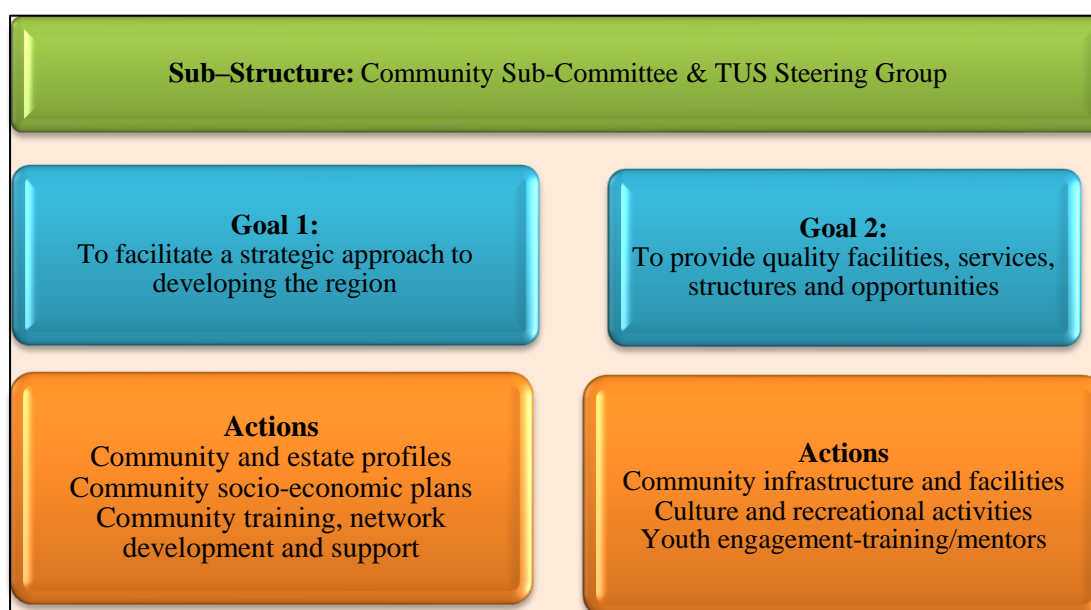 Sub–Structure: Community Sub-Committee & TUS Steering Group
Goal 1:
To facilitate a strategic approach to
developing the region
Goal 2:
To provide quality facilities, services,
structures and opportunities
Actions
Community and estate profiles
Community socio-economic plans
Community training, network
development and support
Actions
Community infrastructure and facilities
Culture and recreational activities
Youth engagement-training/mentors